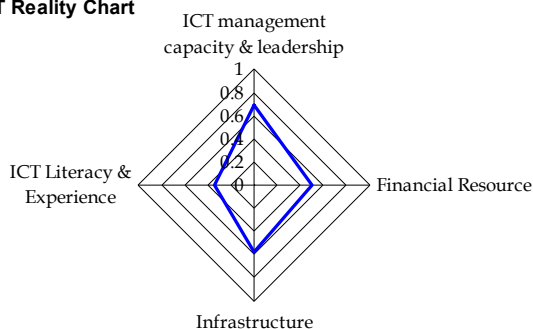 T Reality Chart
ICT management
capacity & leadership
1
0.8
0.6
0.4
0.2
0
ICT Literacy &
Experience
Financial Resource
Infrastructure